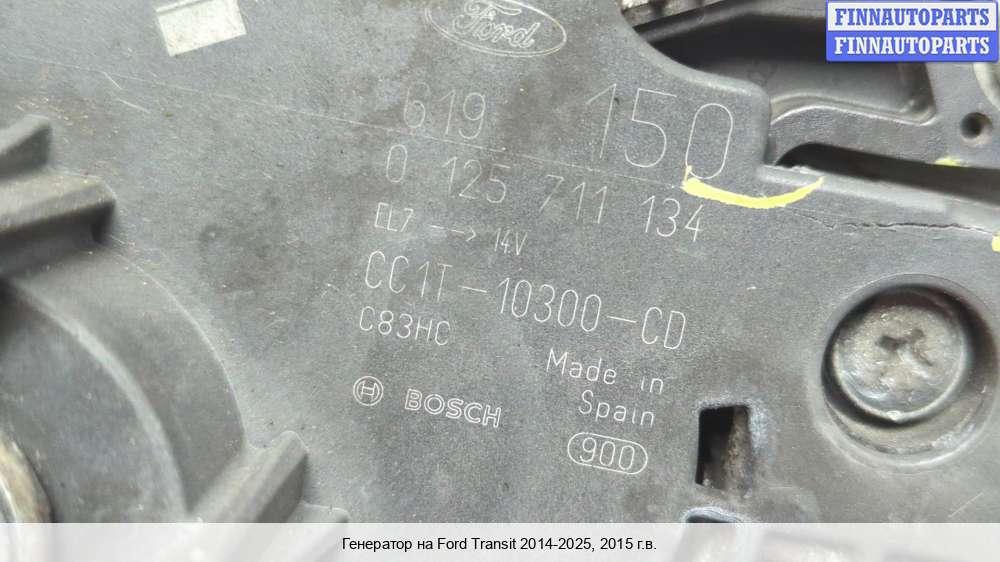 FINNAUTOPARTS
FINNAUTOPARTS
Ford
619 150
0 125 711 134
EL7 --> 14V
CC1T-10300-CD
C83HC
Made in
Spain
H BOSCH
900
Генератор на Ford Transit 2014-2025, 2015 г.в.